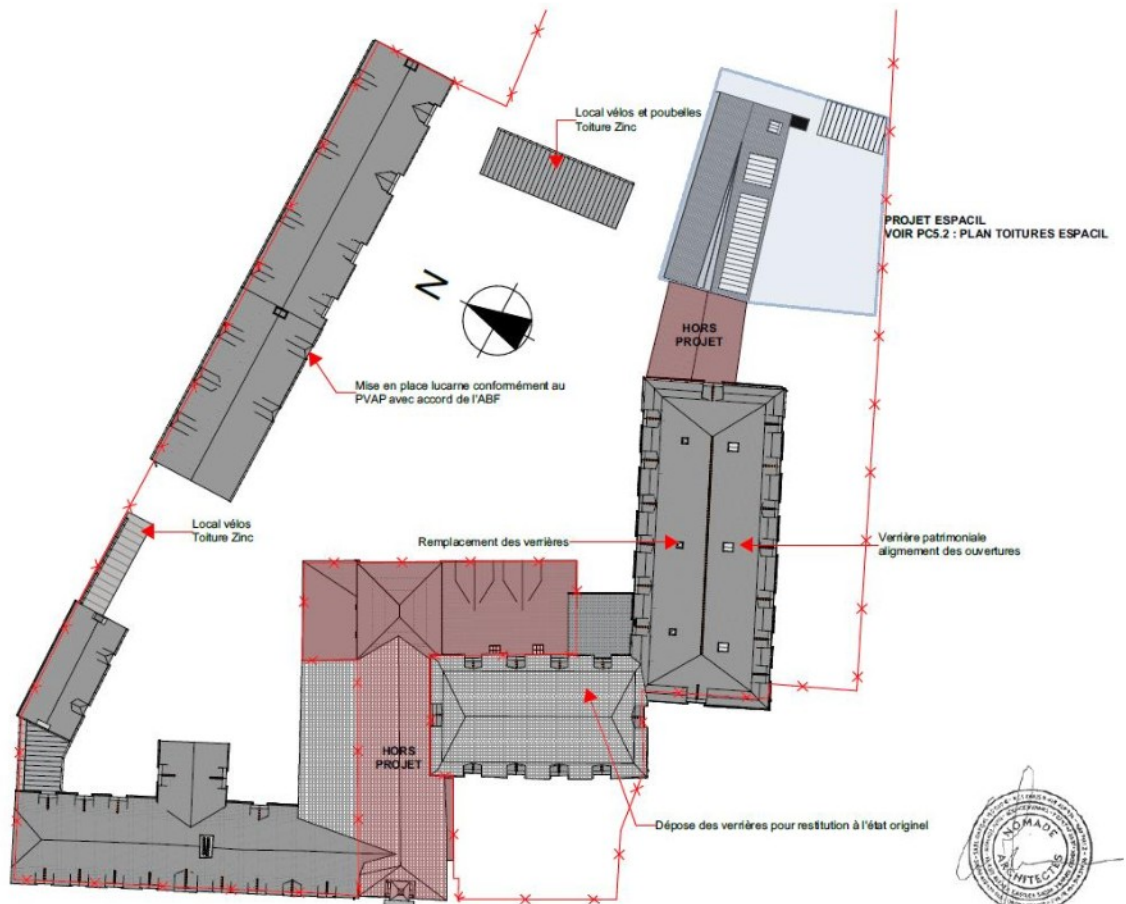 Local vélos et poubelles
Toiture Zinc
PROJET ESPACIL
VOIR PC5.2 : PLAN TOITURES ESPACIL
N
HORS
PROJET
Mise en place lucarne conformément au
PVAP avec accord de l'ABF
Local vélos
Toiture Zinc
Remplacement des verrières
Verrière patrimoniale
alignement des ouvertures
HORS
PROJET
Dépose des verrières pour restitution à l'état originel
NOMADE
ARCHITECTES